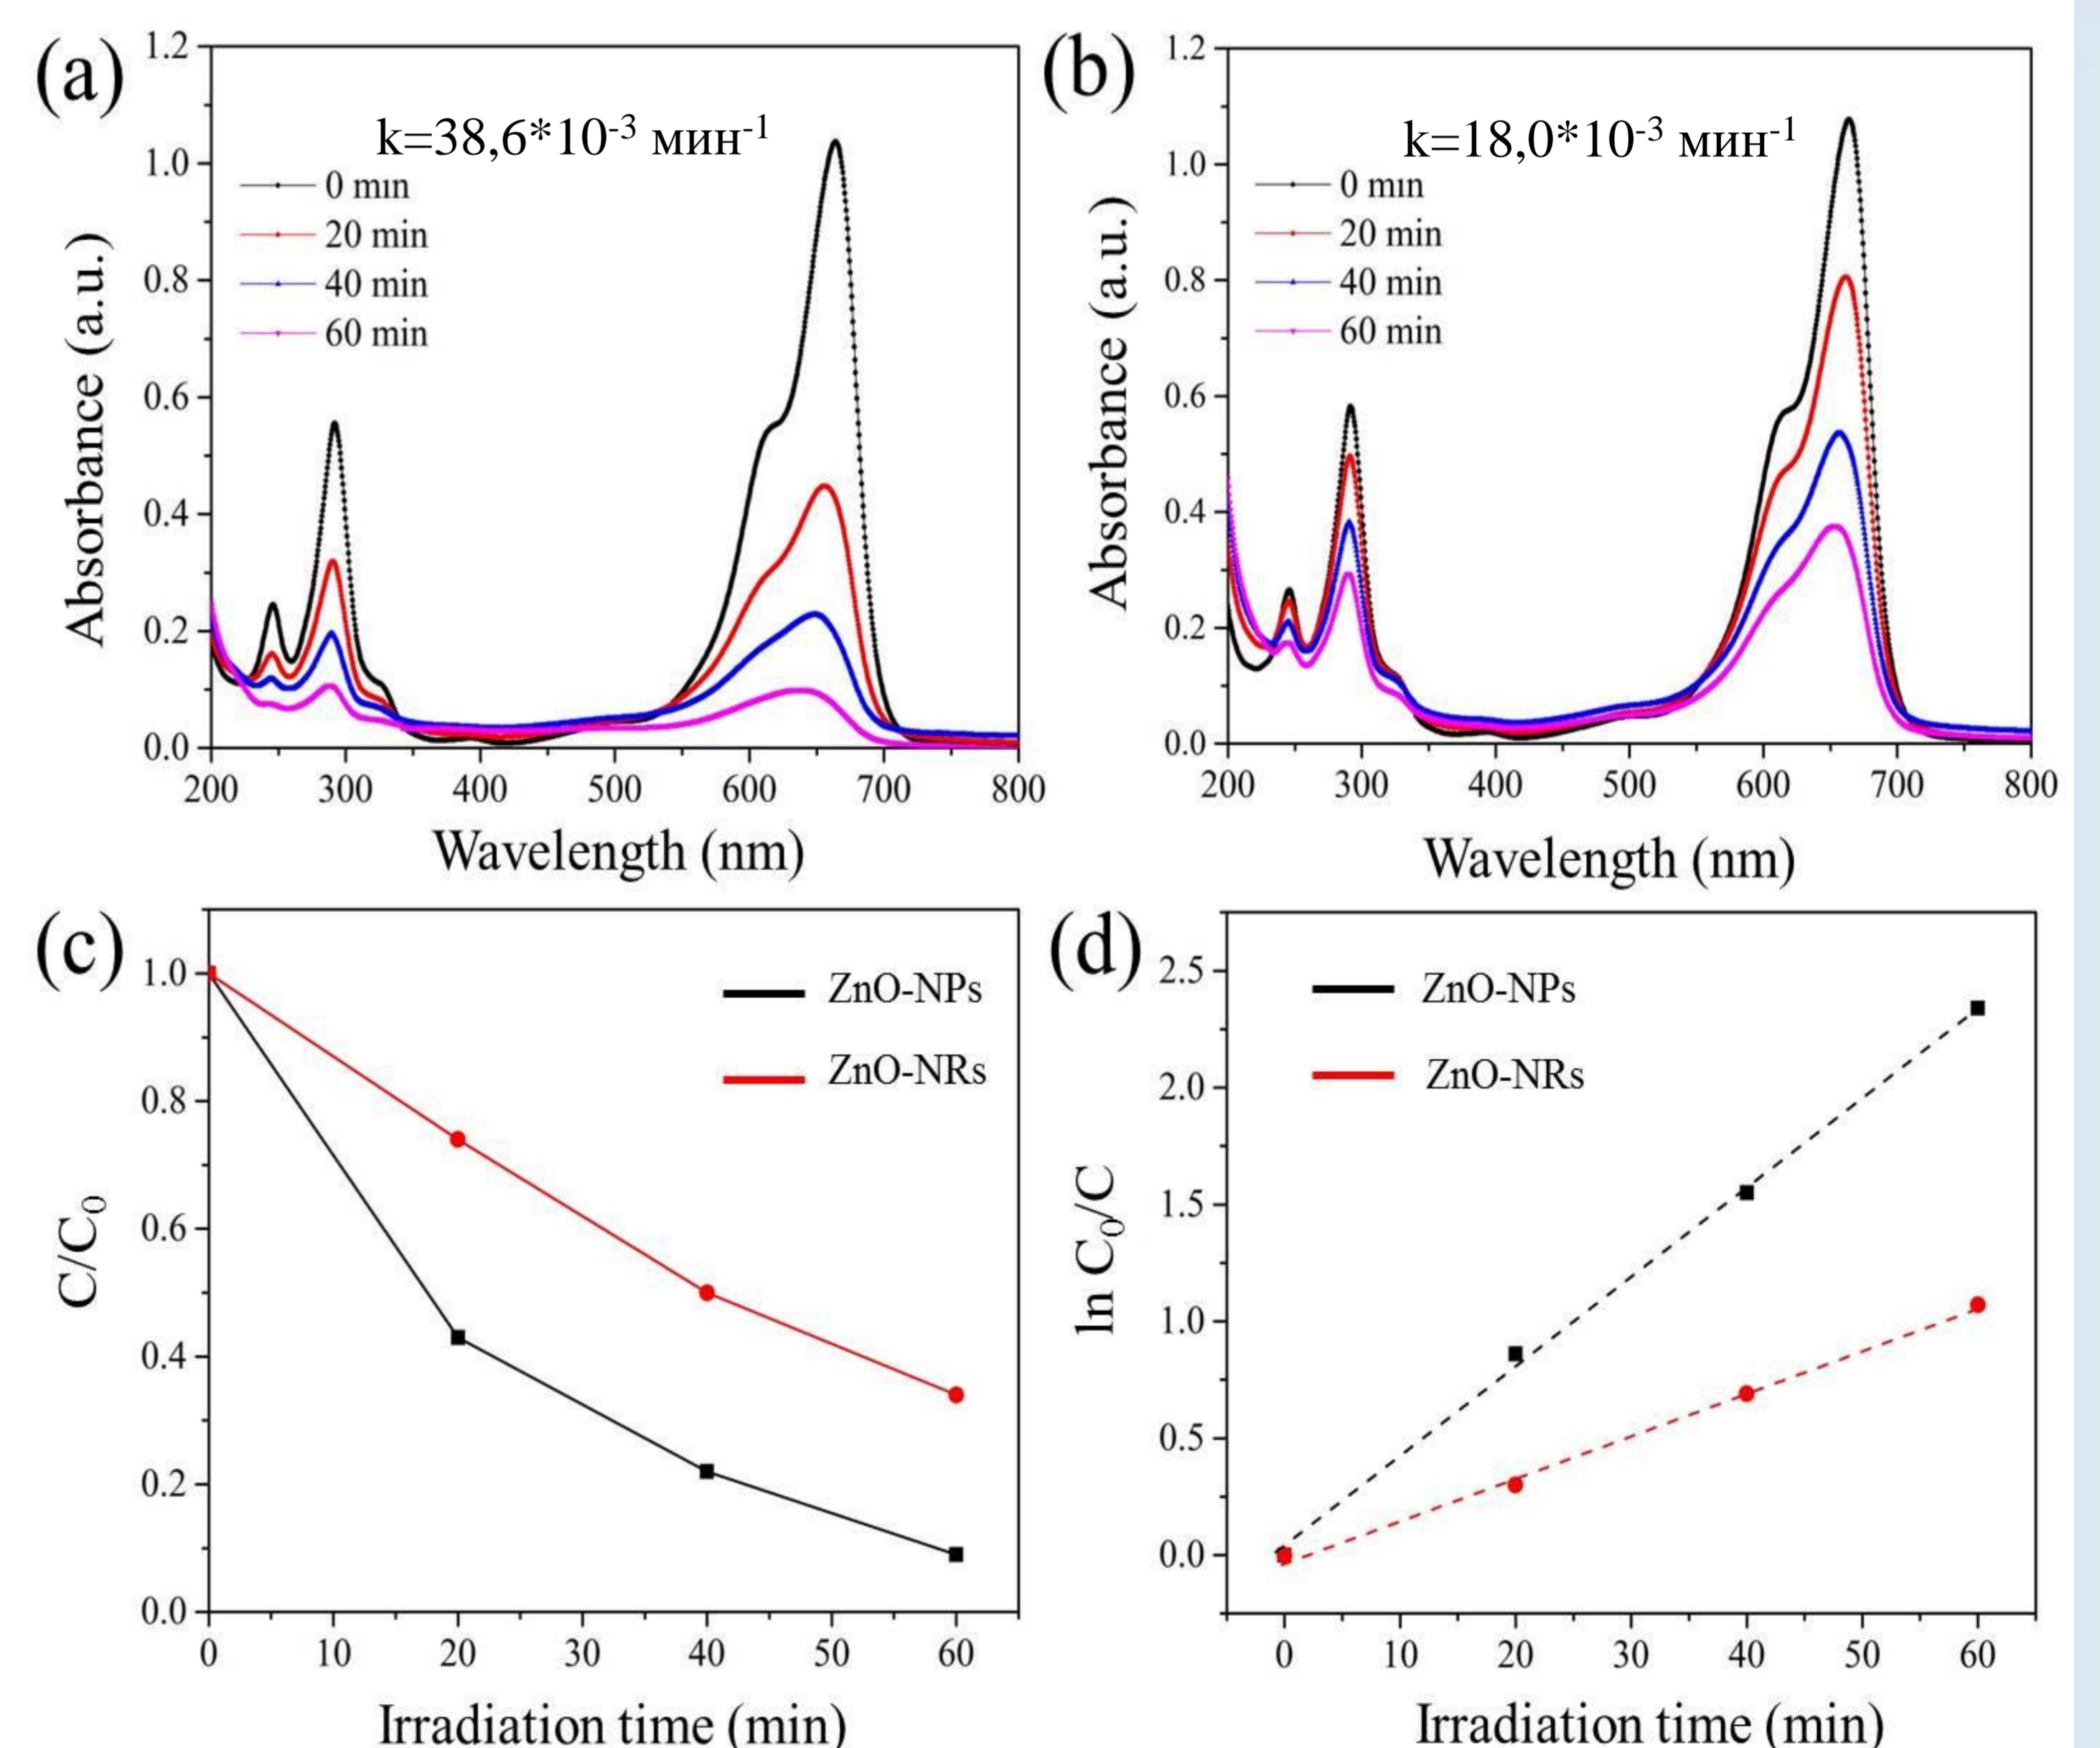 (a)
k=38,6*10⁻³ мин⁻¹
0 min
20 min
40 min
60 min
Absorbance (a.u.)
1.2
1.0
0.8
0.6
0.4
0.2
0.0
200 300 400 500 600 700 800
Wavelength (nm)
(b)
k=18,0*10⁻³ мин⁻¹
0 min
20 min
40 min
60 min
Absorbance (a.u.)
1.2
1.0
0.8
0.6
0.4
0.2
0.0
200 300 400 500 600 700 800
Wavelength (nm)
(c)
ZnO-NPs
ZnO-NRs
C/C₀
1.0
0.8
0.6
0.4
0.2
0.0
0 10 20 30 40 50 60
Irradiation time (min)
(d)
ZnO-NPs
ZnO-NRs
ln C₀/C
2.5
2.0
1.5
1.0
0.5
0.0
0 10 20 30 40 50 60
Irradiation time (min)